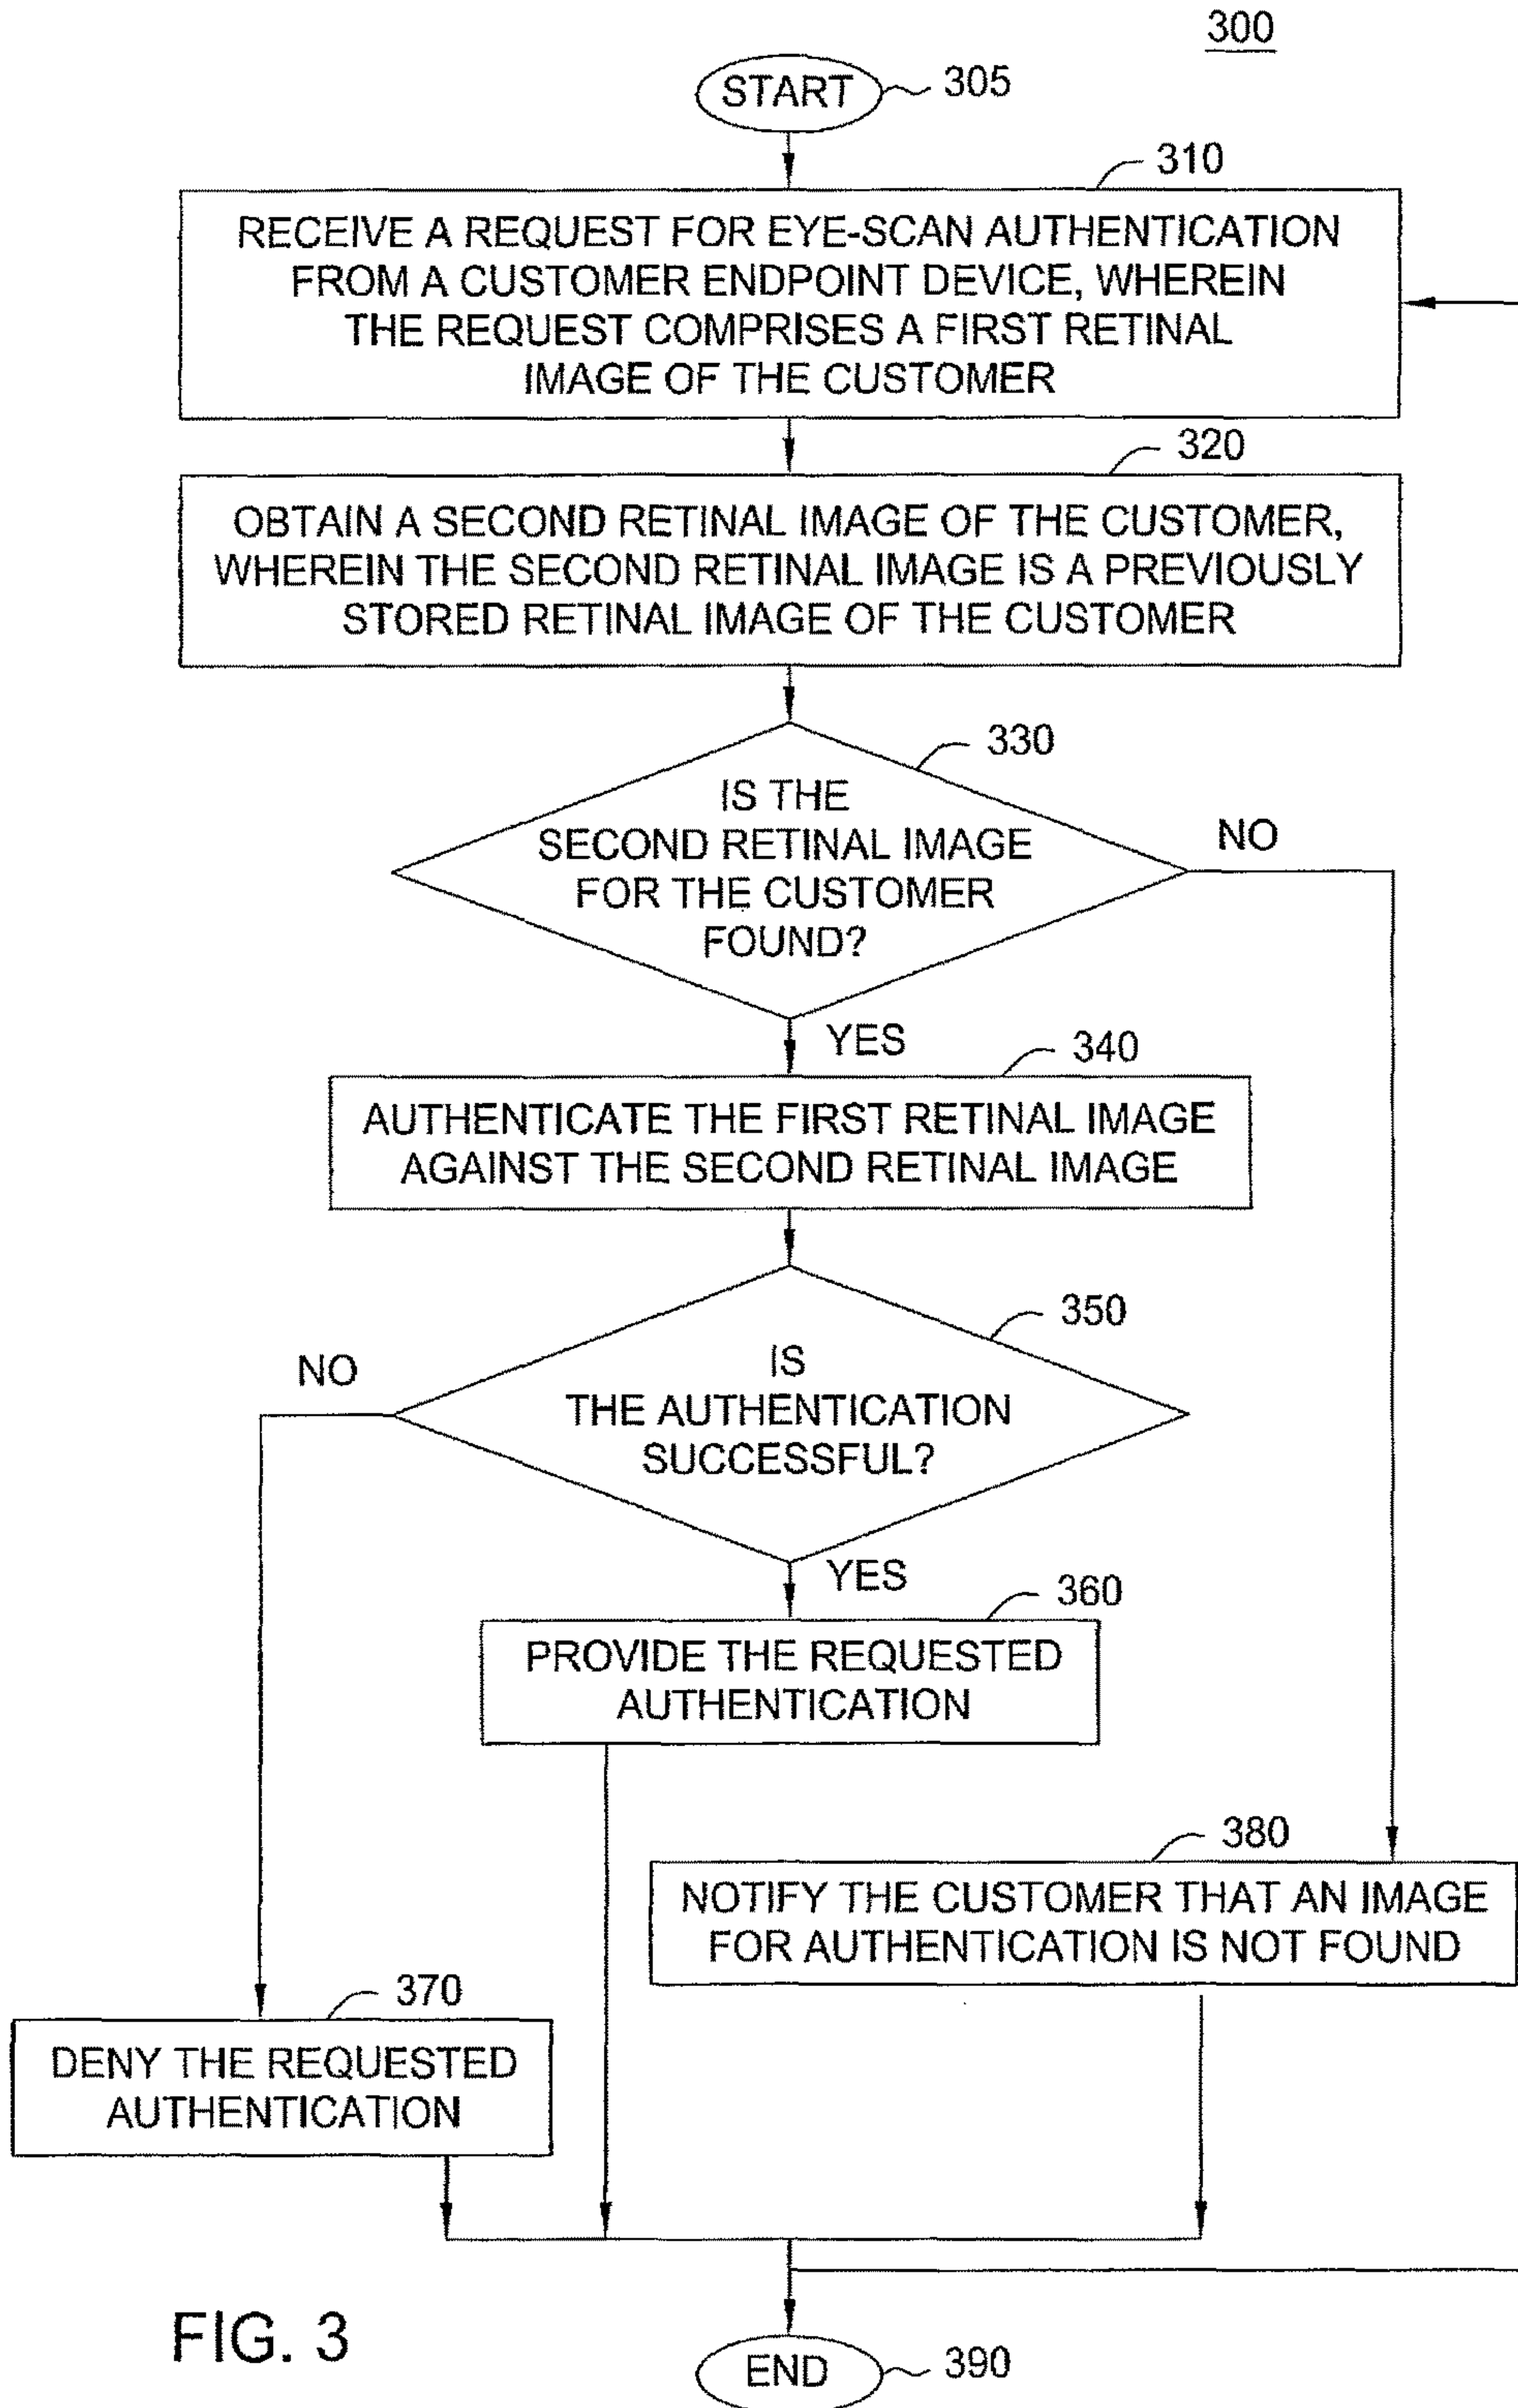 300
START
305
310
RECEIVE A REQUEST FOR EYE-SCAN AUTHENTICATION
FROM A CUSTOMER ENDPOINT DEVICE, WHEREIN
THE REQUEST COMPRISES A FIRST RETINAL
IMAGE OF THE CUSTOMER
320
OBTAIN A SECOND RETINAL IMAGE OF THE CUSTOMER,
WHEREIN THE SECOND RETINAL IMAGE IS A PREVIOUSLY
STORED RETINAL IMAGE OF THE CUSTOMER
330
IS THE
SECOND RETINAL IMAGE
FOR THE CUSTOMER
FOUND?
NO
YES
340
AUTHENTICATE THE FIRST RETINAL IMAGE
AGAINST THE SECOND RETINAL IMAGE
350
NO
IS
THE AUTHENTICATION
SUCCESSFUL?
YES
360
PROVIDE THE REQUESTED
AUTHENTICATION
380
NOTIFY THE CUSTOMER THAT AN IMAGE
FOR AUTHENTICATION IS NOT FOUND
370
DENY THE REQUESTED
AUTHENTICATION
FIG. 3
END
390